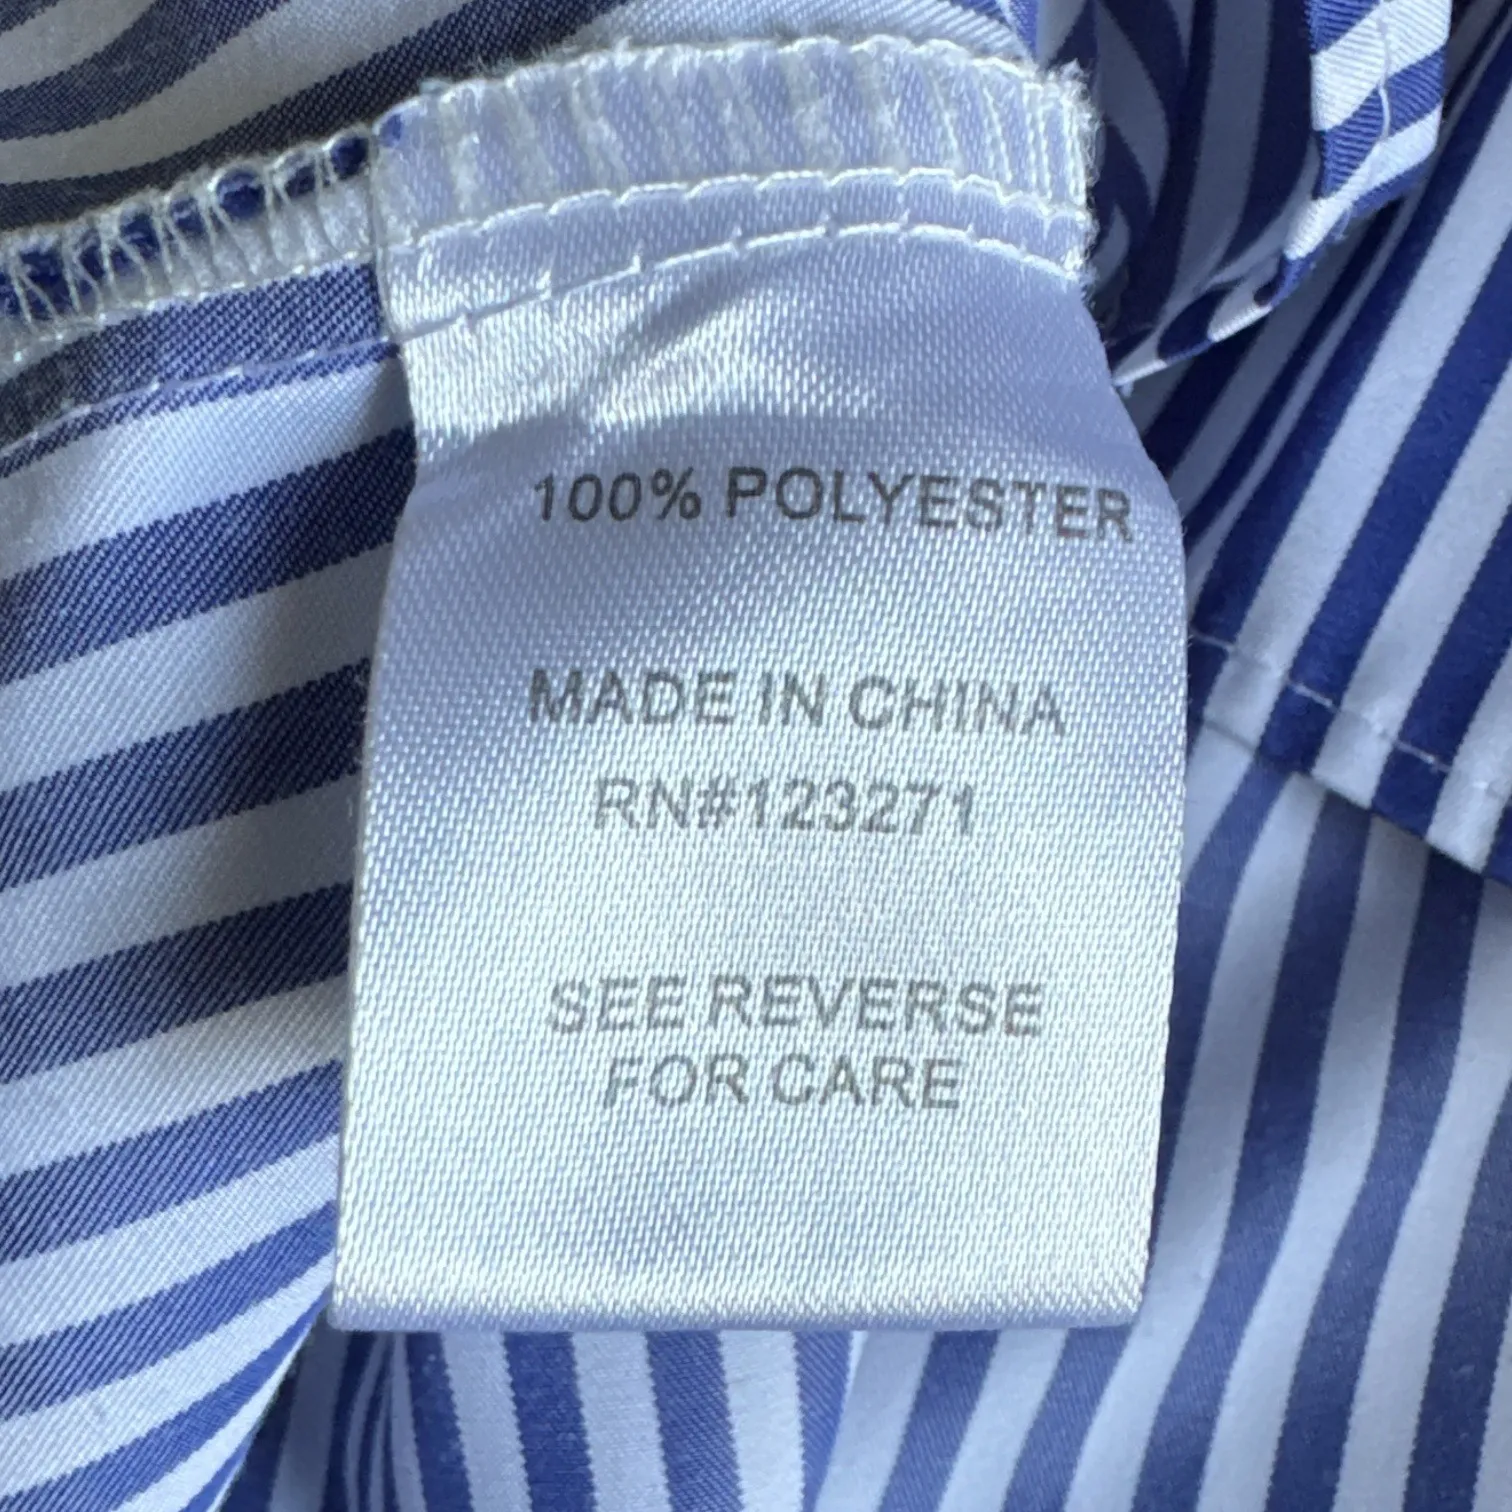 100% POLYESTER
MADE IN CHINA
RN#123271
SEE REVERSE
FOR CARE